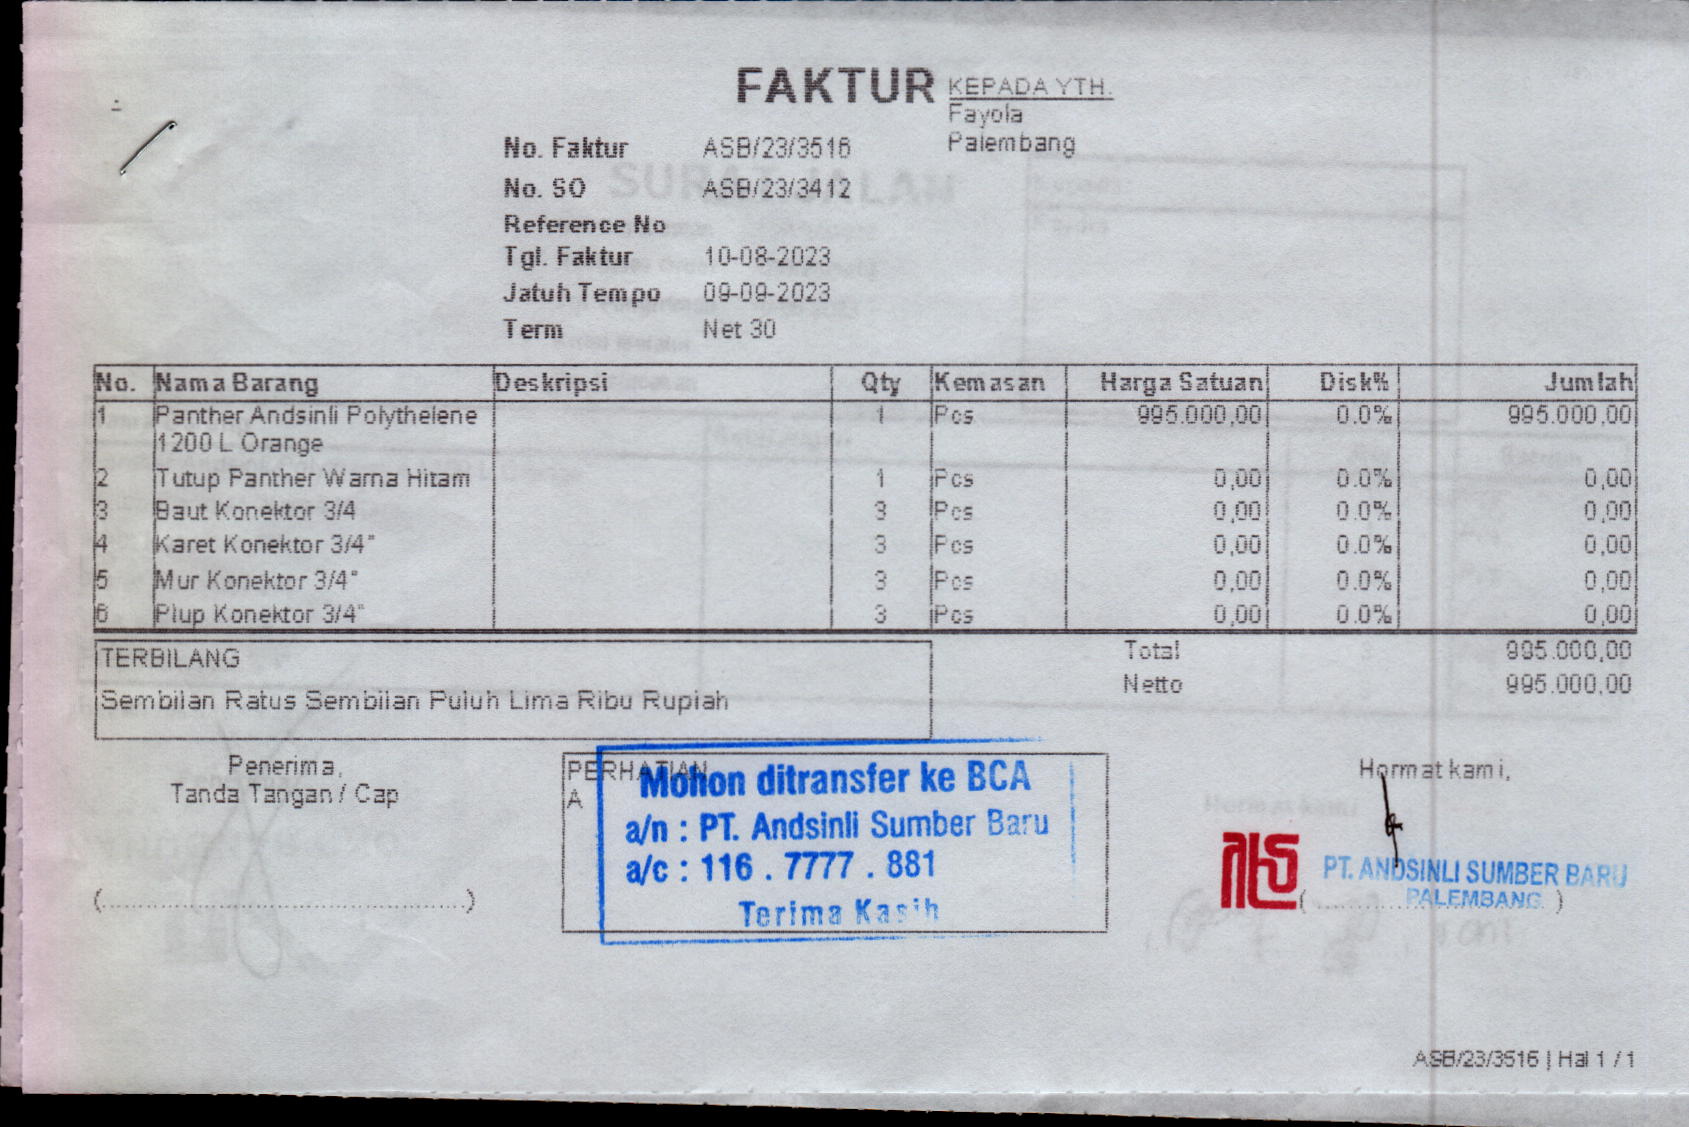 FAKTUR
KEPADA YTH.
Fayola
Palembang
No. Faktur ASB/23/3516
No. SO ASB/23/3412
Reference No
Tgl. Faktur 10-08-2023
Jatuh Tempo 09-09-2023
Term Net 30
No. Nama Barang Deskripsi Qty Kemasan Harga Satuan Disk% Jumlah
1 Panther Andsinli Polythelene 1 Pcs 995.000,00 0.0% 995.000,00
1200 L Orange
2 Tutup Panther Warna Hitam 1 Pcs 0,00 0.0% 0,00
3 Baut Konektor 3/4 3 Pcs 0,00 0.0% 0,00
4 Karet Konektor 3/4" 3 Pcs 0,00 0.0% 0,00
5 Mur Konektor 3/4" 3 Pcs 0,00 0.0% 0,00
6 Plup Konektor 3/4" 3 Pcs 0,00 0.0% 0,00
TERBILANG
Sembilan Ratus Sembilan Puluh Lima Ribu Rupiah
Total 995.000,00
Netto 995.000,00
Penerima,
Tanda Tangan / Cap
(...............................................)
PERHATIAN
A
Mohon ditransfer ke BCA
a/n : PT. Andsinli Sumber Baru
a/c : 116 . 7777 . 881
Terima Kasih
Hormat kami,
PT. ANDSINLI SUMBER BARU
PALEMBANG
SURAT JALAN
ASB/23/3516 | Hal 1 / 1